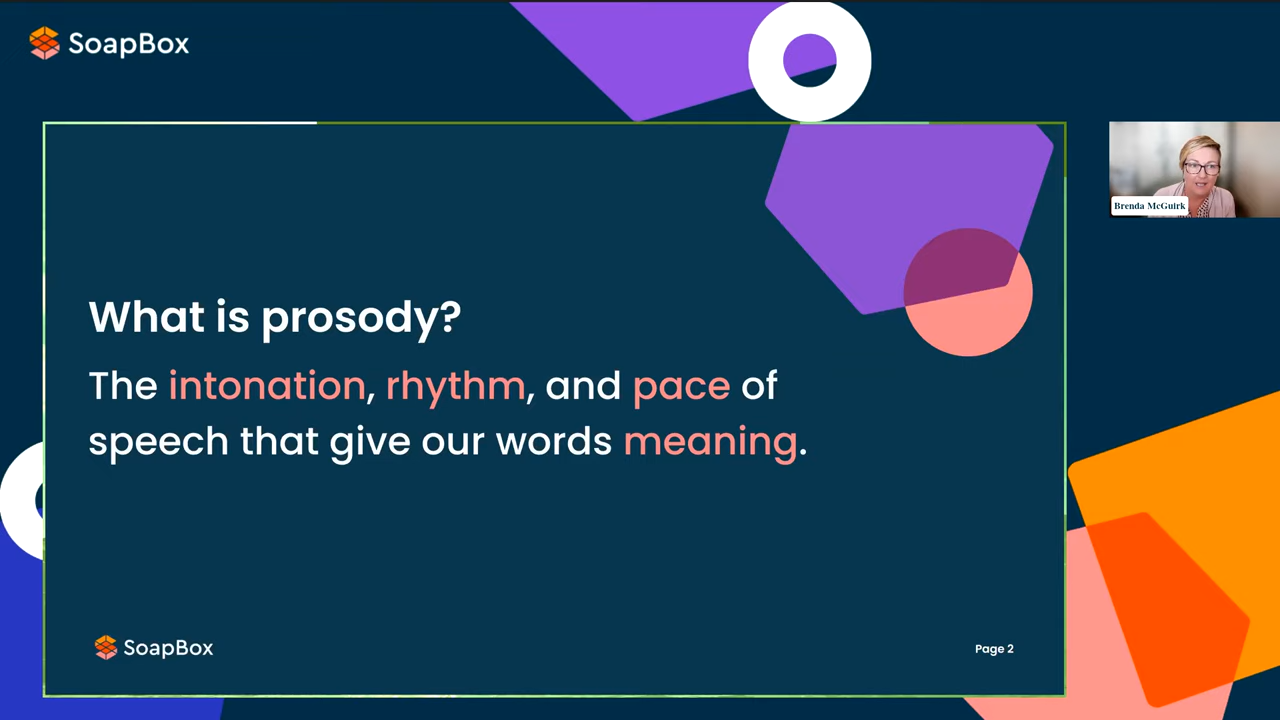 SoapBox
Brenda McGuirk
What is prosody?
The intonation, rhythm, and pace of
speech that give our words meaning.
SoapBox
Page 2